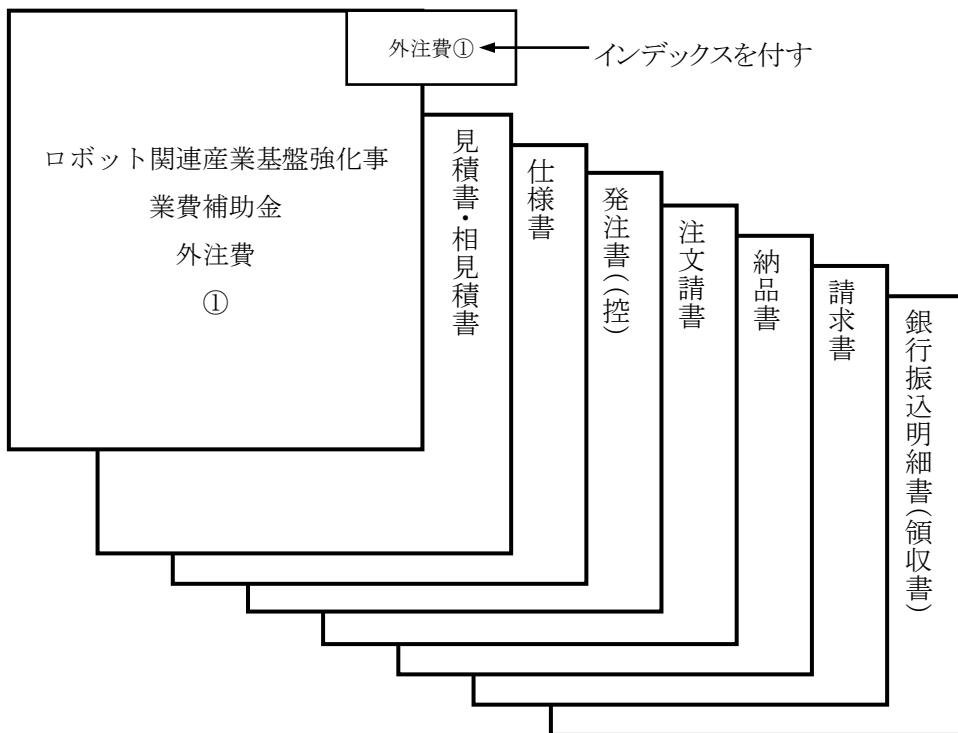 外注費①
インデックスを付す
ロボット関連産業基盤強化事
業費補助金
外注費
①
見積書・相見積書
仕様書
発注書((控)
注文請書
納品書
請求書
銀行振込明細書(領収書)